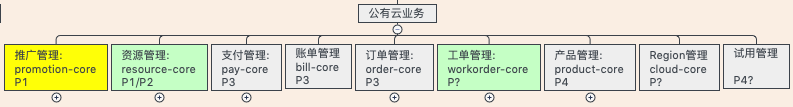 公有云业务
推广管理:
promotion-core
P1
资源管理:
resource-core
P1/P2
支付管理:
pay-core
P3
账单管理
bill-core
P3
订单管理:
order-core
P3
工单管理:
workorder-core
P?
产品管理:
product-core
P4
Region管理
cloud-core
P?
试用管理
P4?